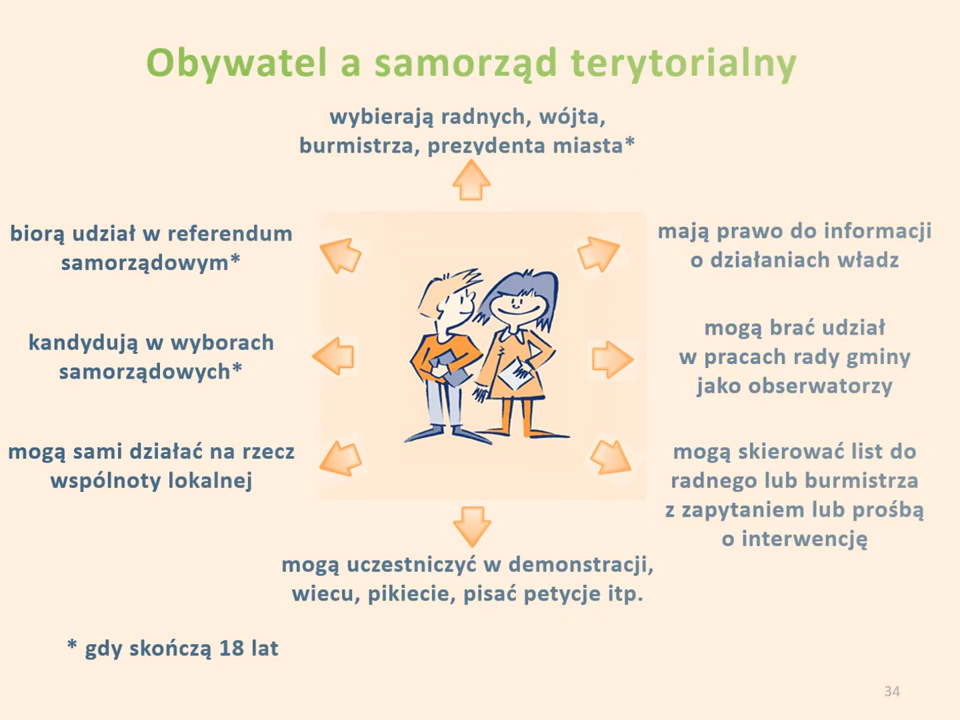 Obywatel a samorząd terytorialny
wybierają radnych, wójta,
burmistrza, prezydenta miasta*
biorą udział w referendum
samorządowym*
kandydują w wyborach
samorządowych*
mogą sami działać na rzecz
wspólnoty lokalnej
mają prawo do informacji
o działaniach władz
mogą brać udział
w pracach rady gminy
jako obserwatorzy
mogą skierować list do
radnego lub burmistrza
z zapytaniem lub prośbą
o interwencję
mogą uczestniczyć w demonstracji,
wiecu, pikiecie, pisać petycje itp.
* gdy skończą 18 lat
34